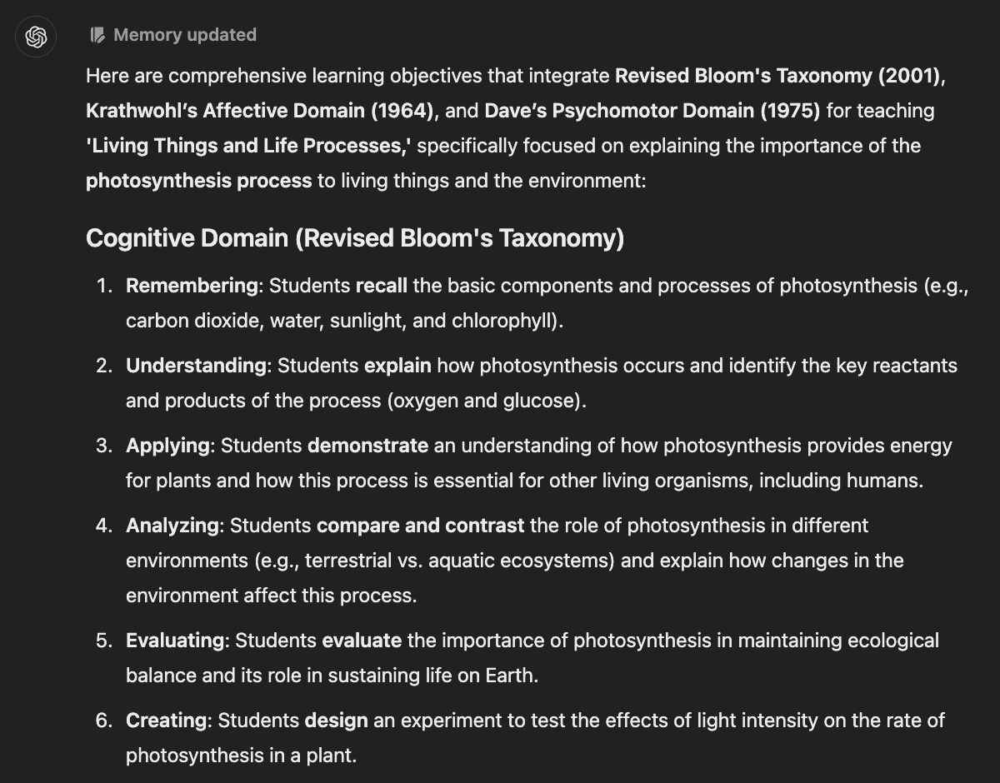 Memory updated
Here are comprehensive learning objectives that integrate Revised Bloom's Taxonomy (2001),
Krathwohl’s Affective Domain (1964), and Dave’s Psychomotor Domain (1975) for teaching
'Living Things and Life Processes,' specifically focused on explaining the importance of the
photosynthesis process to living things and the environment:
Cognitive Domain (Revised Bloom's Taxonomy)
1. Remembering: Students recall the basic components and processes of photosynthesis (e.g.,
carbon dioxide, water, sunlight, and chlorophyll).
2. Understanding: Students explain how photosynthesis occurs and identify the key reactants
and products of the process (oxygen and glucose).
3. Applying: Students demonstrate an understanding of how photosynthesis provides energy
for plants and how this process is essential for other living organisms, including humans.
4. Analyzing: Students compare and contrast the role of photosynthesis in different
environments (e.g., terrestrial vs. aquatic ecosystems) and explain how changes in the
environment affect this process.
5. Evaluating: Students evaluate the importance of photosynthesis in maintaining ecological
balance and its role in sustaining life on Earth.
6. Creating: Students design an experiment to test the effects of light intensity on the rate of
photosynthesis in a plant.